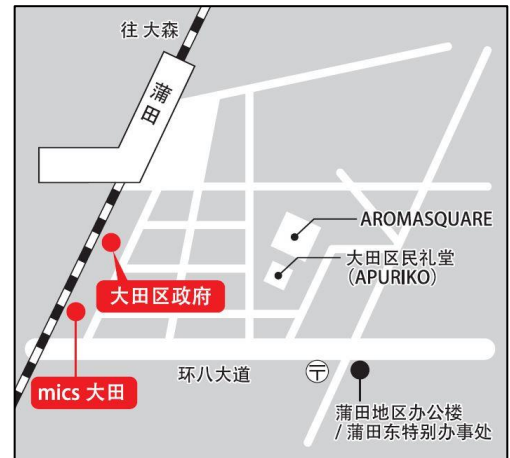 往 大森
蒲田
AROMASQUARE
大田区民礼堂
(APURIKO)
大田区政府
mics 大田
环八大道
〒
蒲田地区办公楼
/ 蒲田东特别办事处